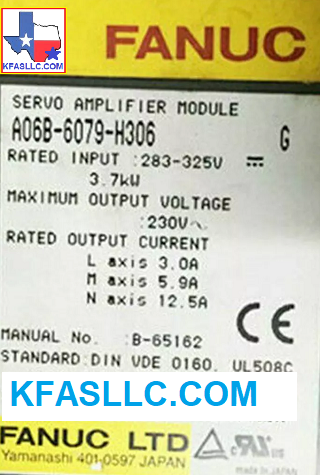 FANUC
KFASLLC.COM
SERVO AMPLIFIER MODULE
A06B-6079-H306 G
RATED INPUT :283-325V
3.7kW
MAXIMUM OUTPUT VOLTAGE
:230V
RATED OUTPUT CURRENT
L axis 3.0A
M axis 5.9A
N axis 12.5A
MANUAL No. :B-65162
CE
STANDARD:DIN VDE 0160, UL508C
KFASLLC.COM
FANUC LTD
Yamanashi 401-0597 JAPAN
made in JAPAN